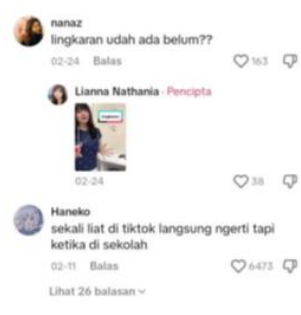 nanaz
lingkaran udah ada belum??
02-24 Balas
163
Lianna Nathania · Pencipta
02-24
38
Haneko
sekali liat di tiktok langsung ngerti tapi
ketika di sekolah
02-11 Balas
6473
Lihat 26 balasan